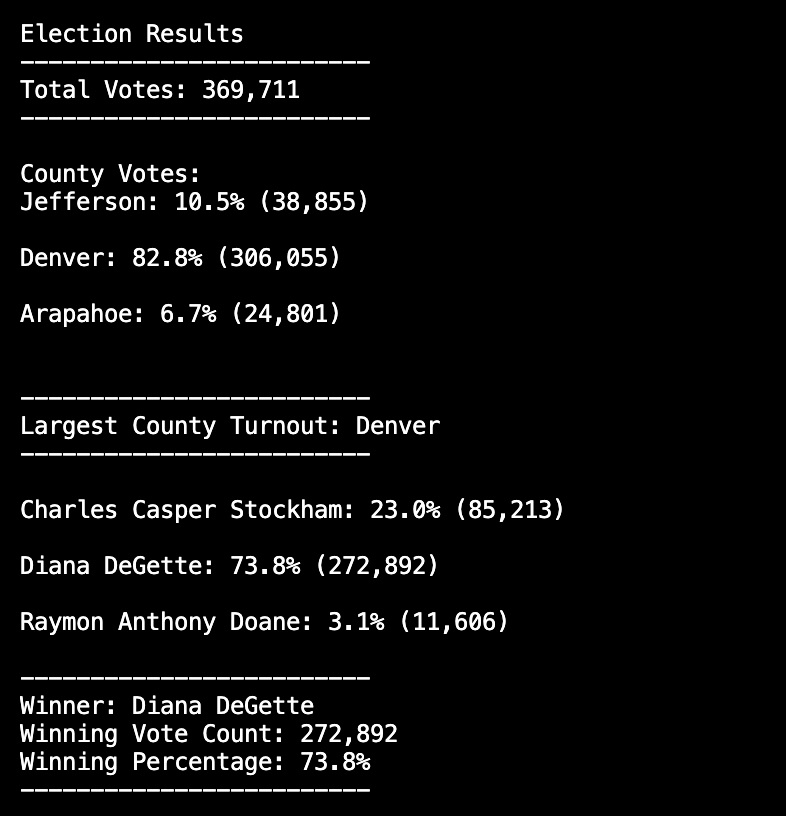 Election Results
-------------------------
Total Votes: 369,711
-------------------------
County Votes:
Jefferson: 10.5% (38,855)
Denver: 82.8% (306,055)
Arapahoe: 6.7% (24,801)
-------------------------
Largest County Turnout: Denver
-------------------------
Charles Casper Stockham: 23.0% (85,213)
Diana DeGette: 73.8% (272,892)
Raymon Anthony Doane: 3.1% (11,606)
-------------------------
Winner: Diana DeGette
Winning Vote Count: 272,892
Winning Percentage: 73.8%
-------------------------